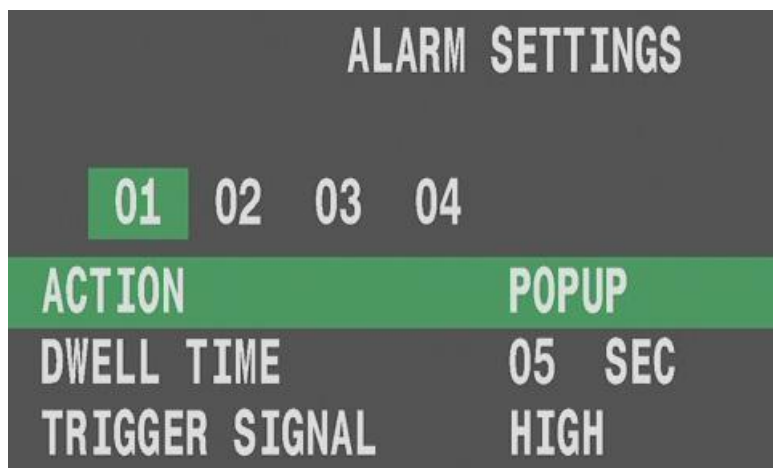 ALARM SETTINGS
01 02 03 04
ACTION POPUP
DWELL TIME 05 SEC
TRIGGER SIGNAL HIGH